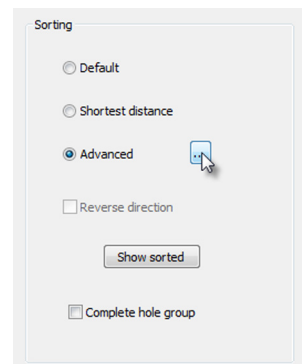 Sorting
Default
Shortest distance
Advanced
...
Reverse direction
Show sorted
Complete hole group